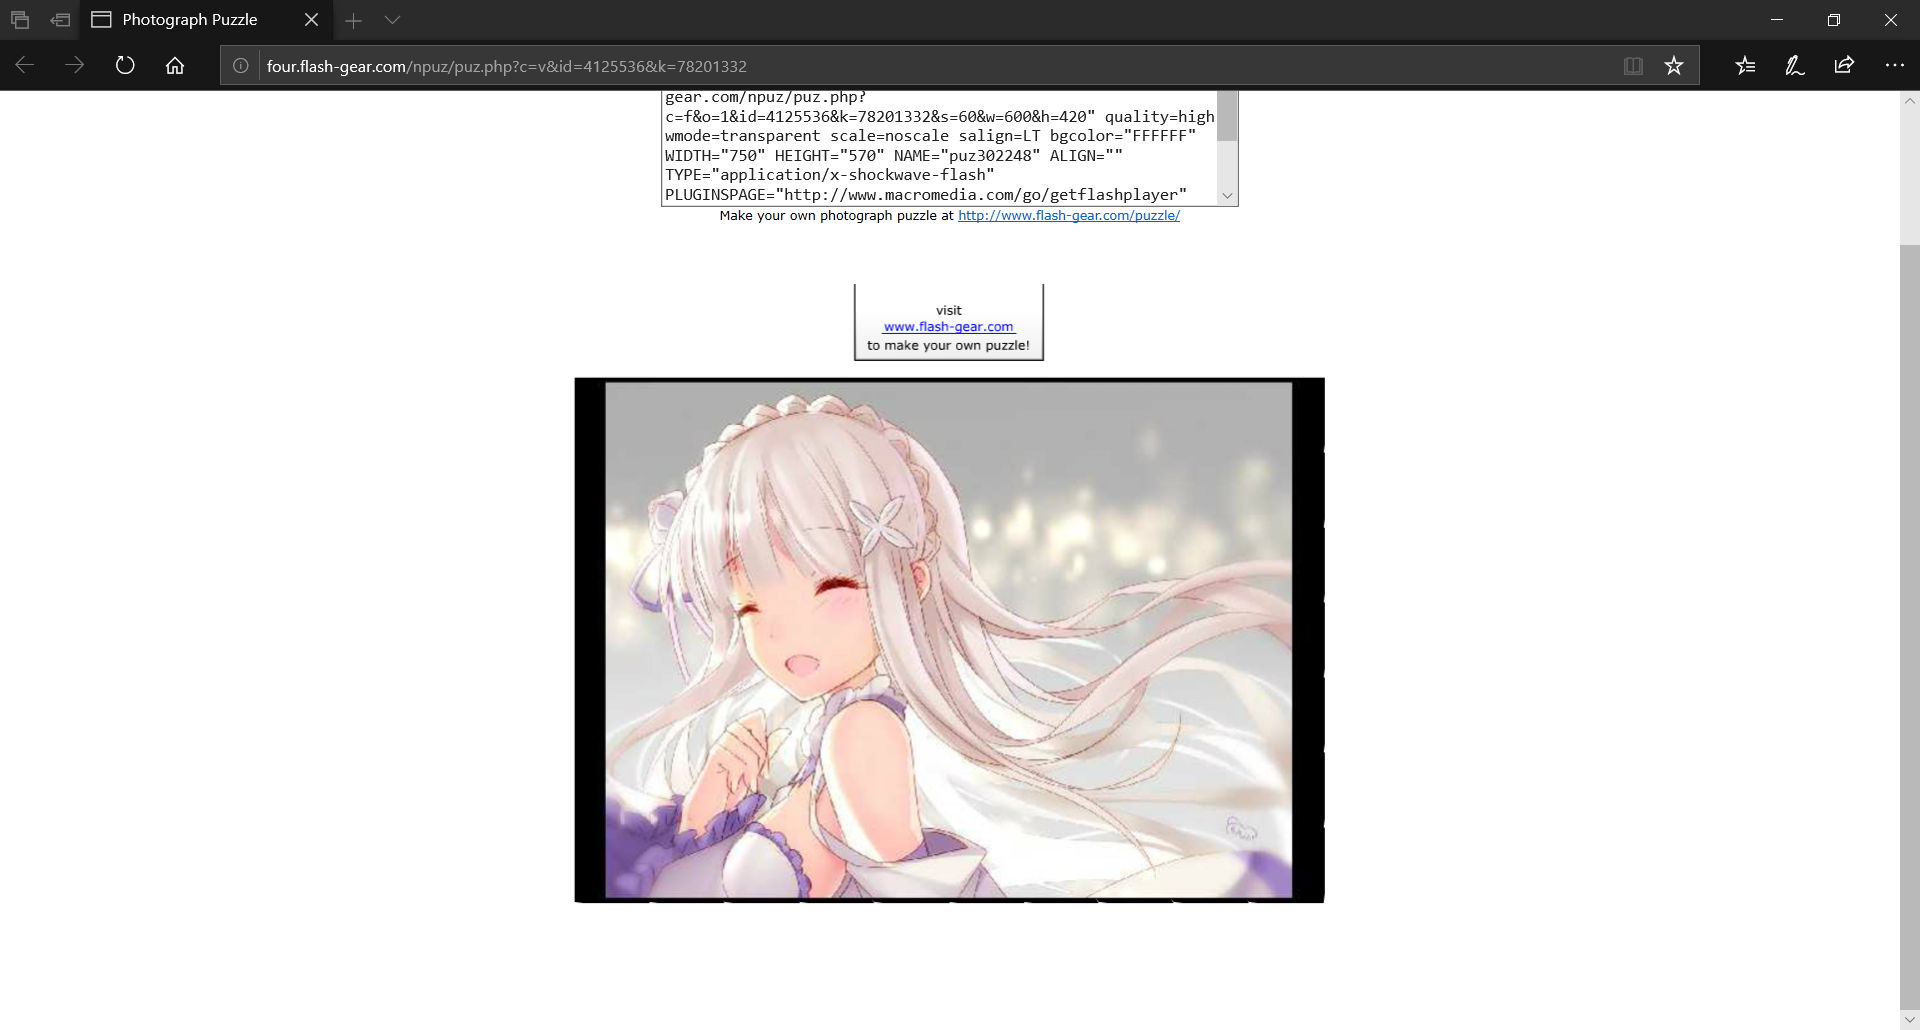 Photograph Puzzle
four.flash-gear.com/npuz/puz.php?c=v&id=4125536&k=78201332
gear.com/npuz/puz.php?
c=f&o=1&id=4125536&k=78201332&s=60&w=600&h=420" quality=high
wmode=transparent scale=noscale salign=LT bgcolor="FFFFFF"
WIDTH="750" HEIGHT="570" NAME="puz302248" ALIGN=""
TYPE="application/x-shockwave-flash"
PLUGINSPAGE="http://www.macromedia.com/go/getflashplayer"
Make your own photograph puzzle at http://www.flash-gear.com/puzzle/
visit
www.flash-gear.com
to make your own puzzle!